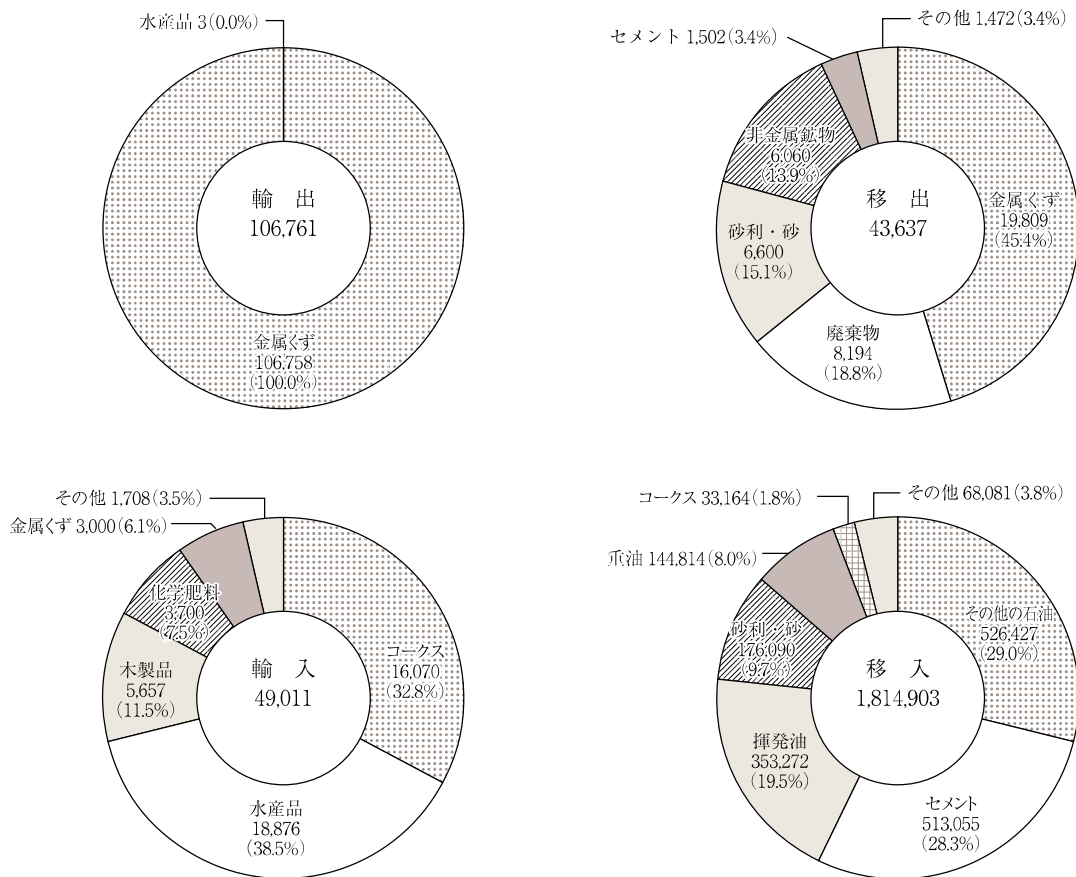 水産品 3(0.0%)
輸 出
106,761
金属くず
106,758
(100.0%)
その他 1,472(3.4%)
セメント 1,502(3.4%)
非金属鉱物
6,060
(13.9%)
砂利・砂
6,600
(15.1%)
廃棄物
8,194
(18.8%)
移 出
43,637
金属くず
19,809
(45.4%)
その他 1,708(3.5%)
金属くず 3,000(6.1%)
化学肥料
3,700
(7.5%)
木製品
5,657
(11.5%)
輸 入
49,011
コークス
16,070
(32.8%)
水産品
18,876
(38.5%)
コークス 33,164(1.8%)
その他 68,081(3.8%)
重油 144,814(8.0%)
砂利・砂
176,090
(9.7%)
揮発油
353,272
(19.5%)
移 入
1,814,903
その他の石油
526,427
(29.0%)
セメント
513,055
(28.3%)